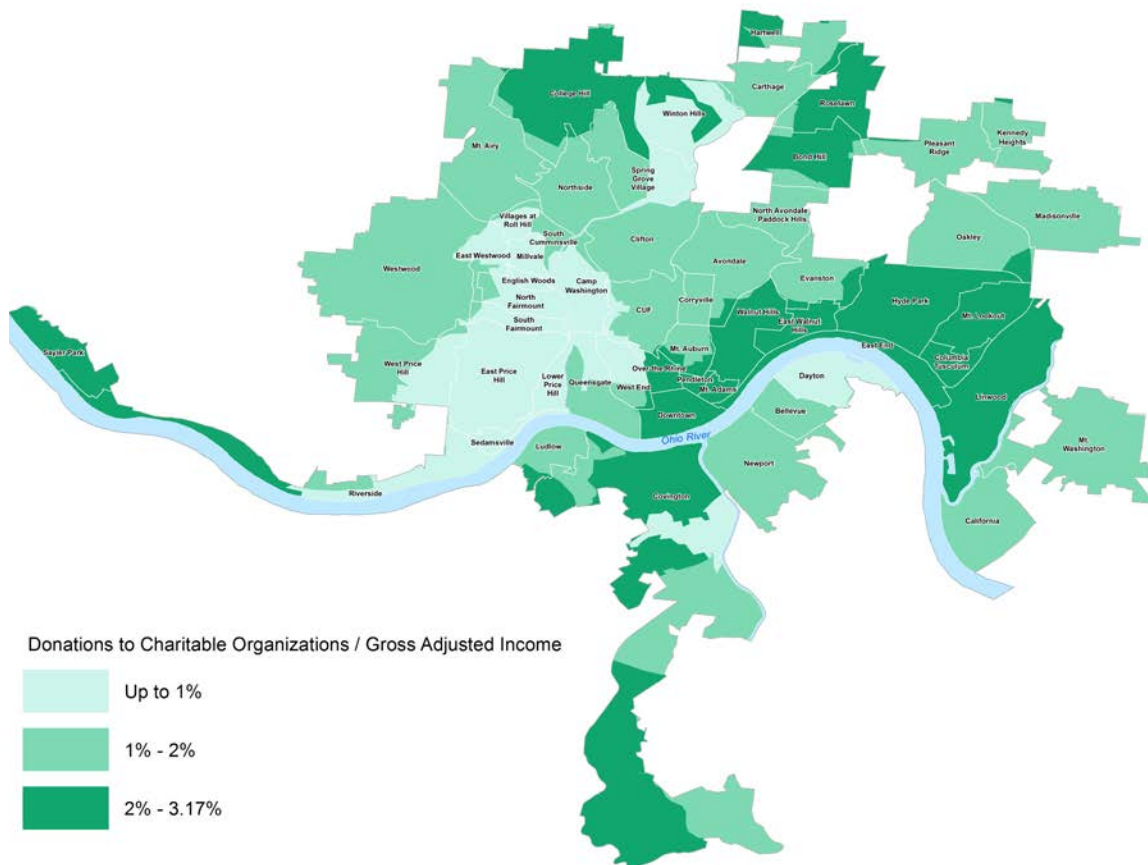 Hartwell
Carthage
College Hill
Roselawn
Winton Hills
Kennedy
Heights
Pleasant
Ridge
Mt. Airy
Bond Hill
Spring
Grove
Village
Northside
North Avondale
Paddock Hills
Villages at
Roll Hill
Madisonville
South
Cumminsville
Clifton
Oakley
East Westwood
Millvale
Avondale
Westwood
English Woods
Camp
Washington
Evanston
North
Fairmount
Corryville
Hyde Park
CUF
Walnut Hills
Mt. Lookout
South
Fairmount
East Walnut
Hills
East End
Mt. Auburn
Sayler Park
Columbia
Tusculum
West Price
Hill
East Price
Hill
Over-the-Rhine
Dayton
Lower
Price
Hill
Queensgate
West End
Pendleton
Mt. Adams
Linwood
Downtown
Bellevue
Ohio River
Sedamsville
Ludlow
Mt.
Washington
Newport
Riverside
Covington
California
Donations to Charitable Organizations / Gross Adjusted Income
Up to 1%
1% - 2%
2% - 3.17%